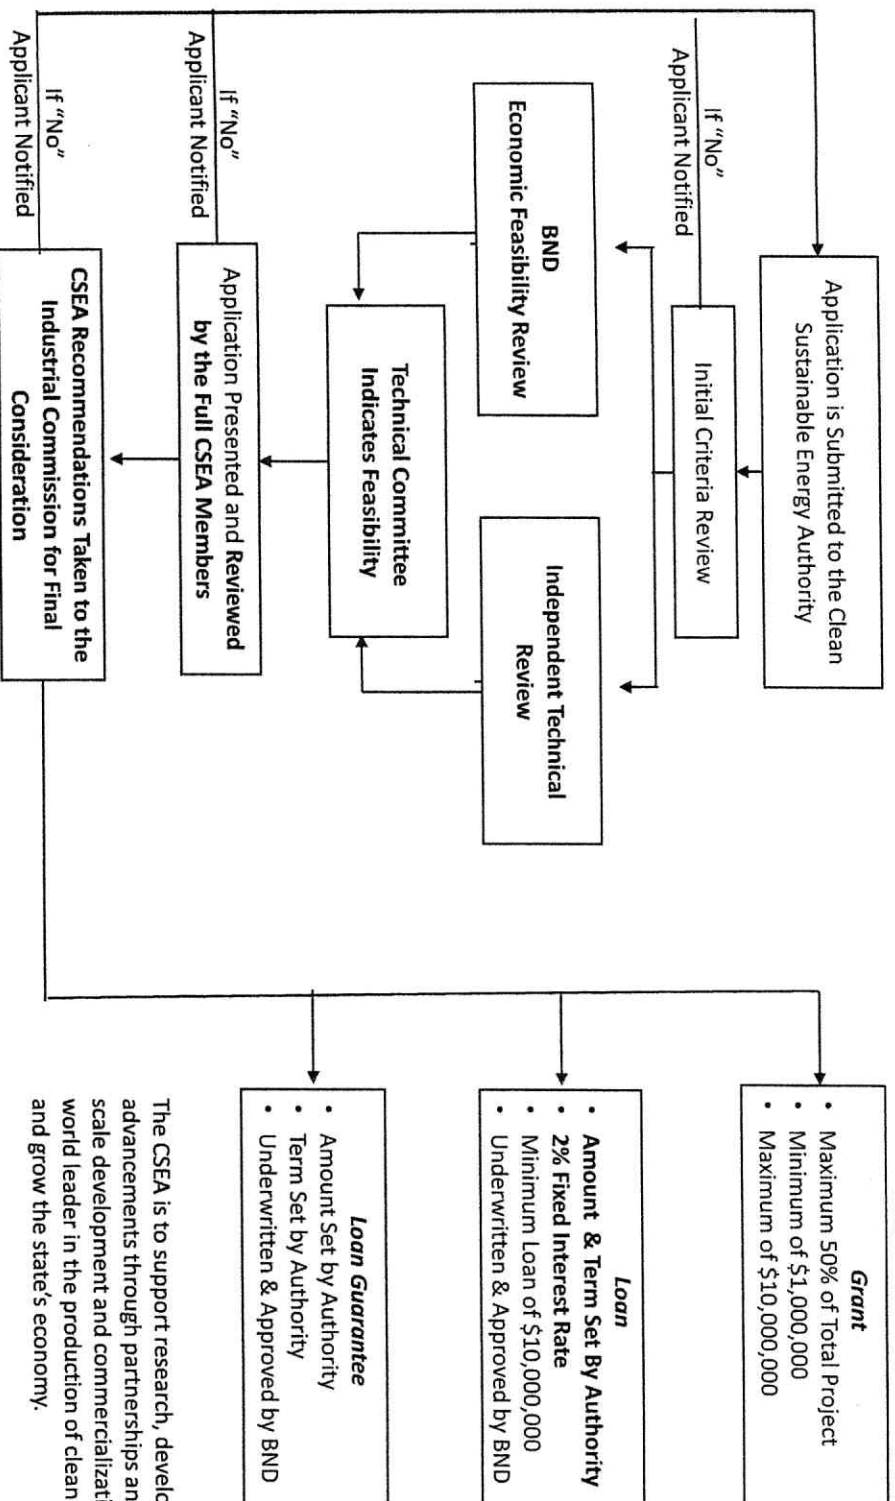 Application is Submitted to the Clean
Sustainable Energy Authority
If “No”
Applicant Notified
Initial Criteria Review
BND
Economic Feasibility Review
Independent Technical
Review
Technical Committee
Indicates Feasibility
If “No”
Applicant Notified
Application Presented and Reviewed
by the Full CSEA Members
If “No”
Applicant Notified
CSEA Recommendations Taken to the
Industrial Commission for Final
Consideration
Grant
• Maximum 50% of Total Project
• Minimum of $1,000,000
• Maximum of $10,000,000
Loan
• Amount & Term Set By Authority
• 2% Fixed Interest Rate
• Minimum Loan of $10,000,000
• Underwritten & Approved by BND
Loan Guarantee
• Amount Set by Authority
• Term Set by Authority
• Underwritten & Approved by BND
The CSEA is to support research, develo
advancements through partnerships an
scale development and commercializati
world leader in the production of clean
and grow the state’s economy.